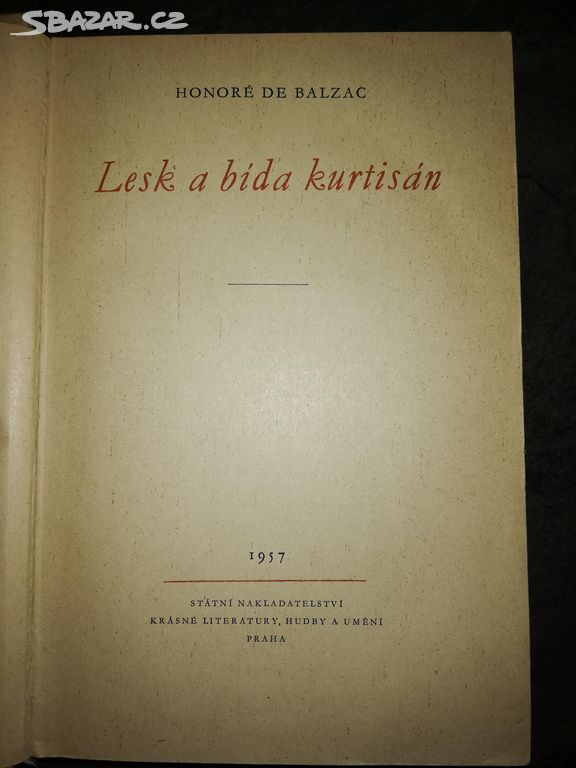 SBAZAR.CZ
HONORÉ DE BALZAC
Lesk a bída kurtisán
1957
STÁTNÍ NAKLADATELSTVÍ
KRÁSNÉ LITERATURY, HUDBY A UMĚNÍ
PRAHA